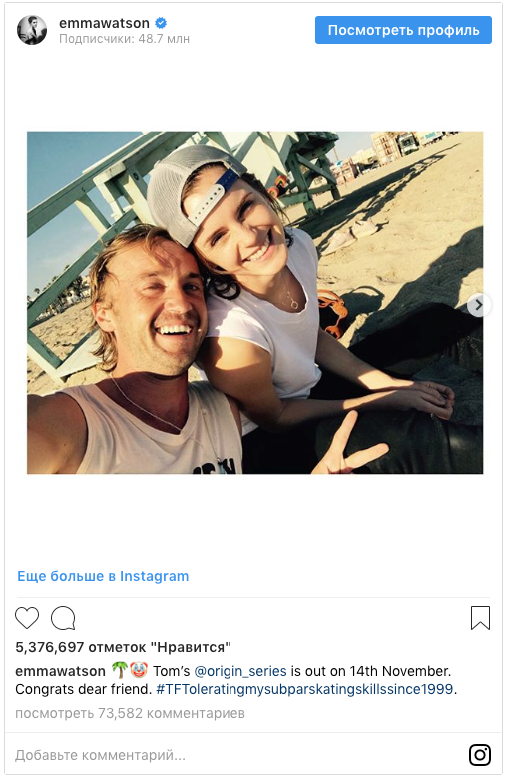 emmawatson
Подписчики: 48.7 млн
Посмотреть профиль
Еще больше в Instagram
5,376,697 отметок "Нравится"
emmawatson 🌴🤡 Tom's @origin_series is out on 14th November.
Congrats dear friend. #TFToleratingmysubparskatingskillssince1999.
посмотреть 73,582 комментариев
Добавьте комментарий...